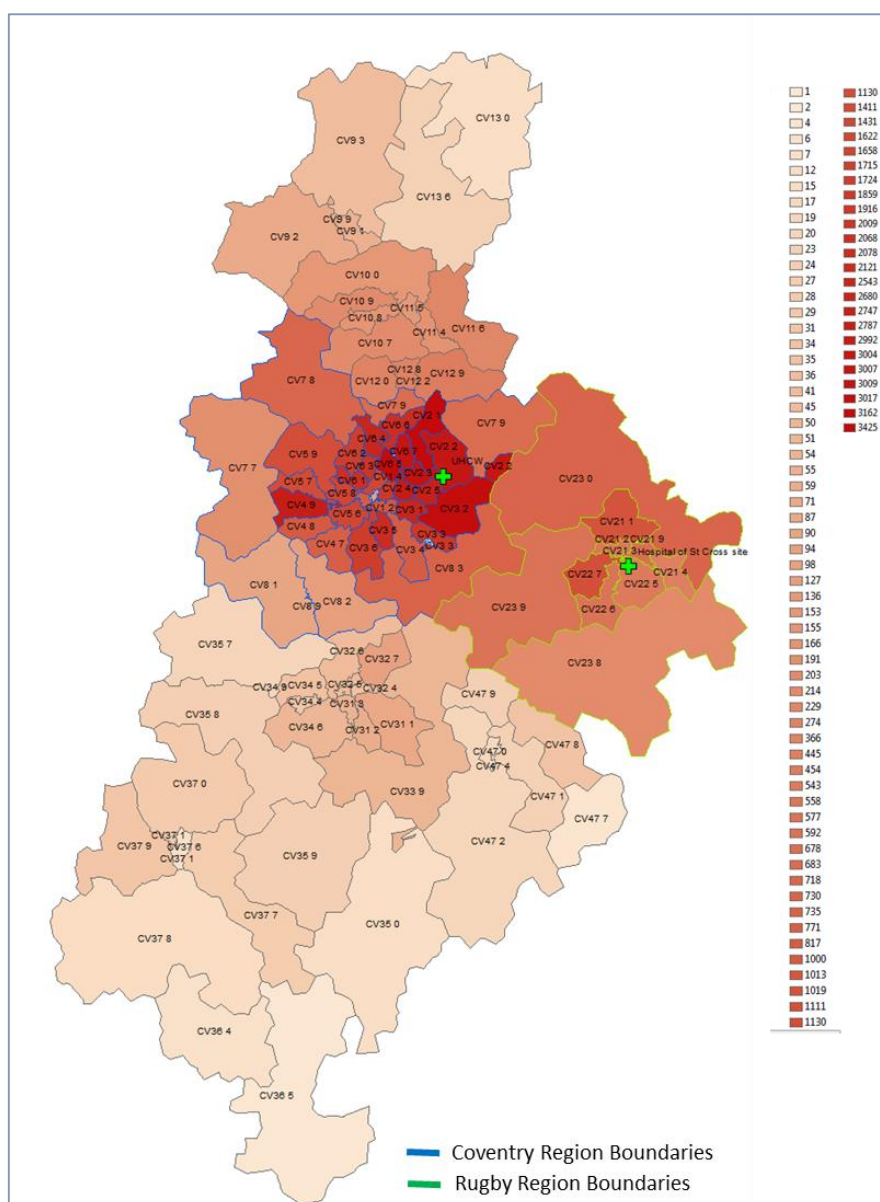 CV13 0
CV9 3
CV13 6
CV9 9
CV9 1
CV9 2
CV10 0
CV10 9
CV11 5
CV10 8
CV11 4
CV11 6
CV10 7
CV12 8
CV12 9
CV12 0
CV12 2
CV7 8
CV7 9
CV2 1
CV7 9
CV6 6
CV6 4
CV2 2
CV5 9
CV6 2
CV6 7
UHCW
CV7 7
CV6 3
CV6 5
CV2 3
CV2 2
CV23 0
CV5 7
CV6 1
CV1 4
CV5 8
CV2 4
CV2 5
CV4 9
CV1 2
CV3 1
CV3 2
CV5 6
CV21 1
CV4 8
CV3 5
CV3 3
CV21 2
CV21 9
CV4 7
CV3 6
CV3 4
CV3 3
CV21 3
Hospital of St Cross site
CV8 3
CV22 7
CV22 5
CV21 4
CV8 1
CV8 9
CV8 2
CV23 9
CV22 6
CV35 7
CV32 6
CV32 7
CV23 8
CV34 9
CV34 5
CV32 5
CV32 4
CV47 9
CV34 4
CV31 3
CV35 8
CV34 6
CV31 2
CV31 1
CV47 0
CV47 8
CV47 4
CV37 0
CV33 9
CV47 1
CV47 7
CV37 1
CV37 9
CV37 6
CV37 1
CV35 9
CV47 2
CV37 7
CV35 0
CV37 8
CV36 4
CV36 5
1
2
4
6
7
12
15
17
19
20
23
24
27
28
29
31
34
35
36
41
45
50
51
54
55
59
71
87
90
94
98
127
136
153
155
166
191
203
214
229
274
366
445
454
543
558
577
592
678
683
718
730
735
771
817
1000
1013
1019
1111
1130
1130
1411
1431
1622
1658
1715
1724
1859
1916
2009
2068
2078
2121
2543
2680
2747
2787
2992
3004
3007
3009
3017
3162
3425
Coventry Region Boundaries
Rugby Region Boundaries